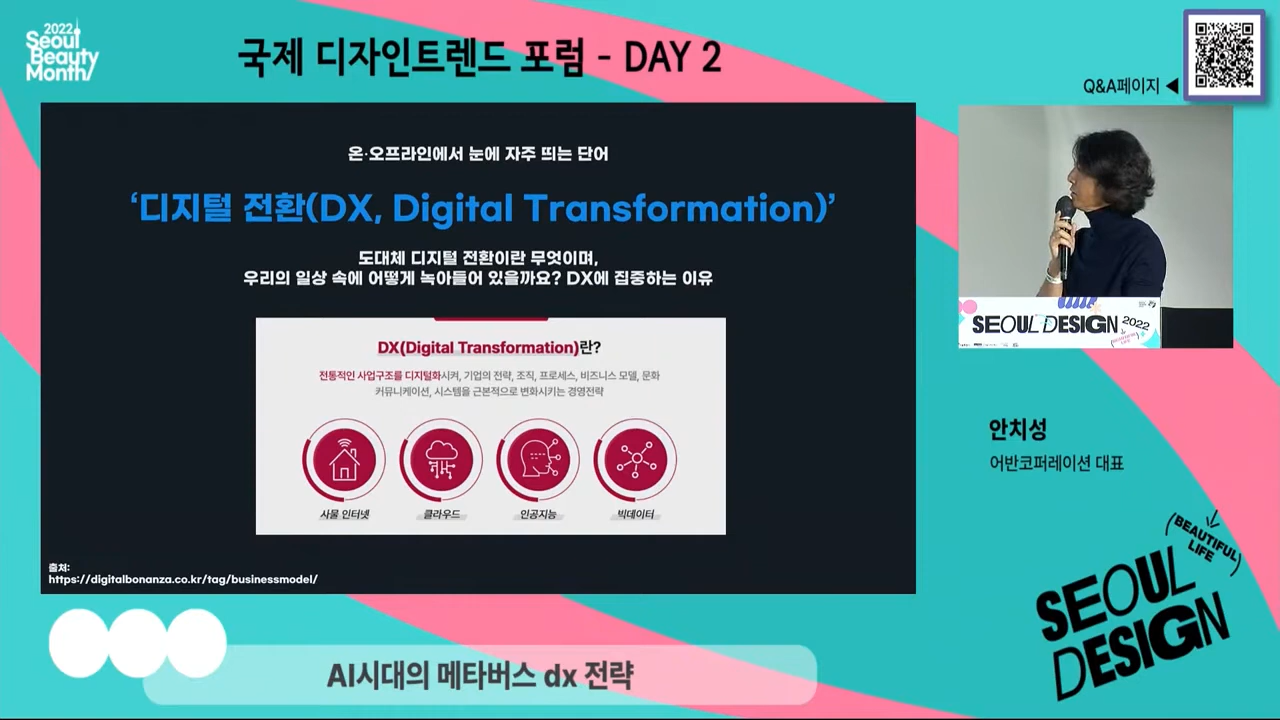 2022
Seoul
Beauty
Month
국제 디자인트렌드 포럼 - DAY 2
Q&A페이지 ◀
온·오프라인에서 눈에 자주 띄는 단어
‘디지털 전환(DX, Digital Transformation)’
도대체 디지털 전환이란 무엇이며,
우리의 일상 속에 어떻게 녹아들어 있을까요? DX에 집중하는 이유
DX(Digital Transformation)란?
전통적인 사업구조를 디지털화시켜, 기업의 전략, 조직, 프로세스, 비즈니스 모델, 문화
커뮤니케이션, 시스템을 근본적으로 변화시키는 경영전략
사물 인터넷
클라우드
인공지능
빅데이터
출처:
https://digitalbonanza.co.kr/tag/businessmodel/
SEOUL DESIGN 2022
안치성
어반코퍼레이션 대표
(BEAUTIFUL
LIFE)
SEOUL
DESIGN
AI시대의 메타버스 dx 전략